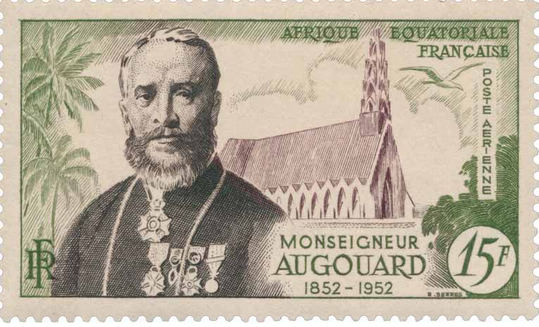 AFRIQUE ÉQUATORIALE
FRANÇAISE
POSTE AÉRIENNE
MONSEIGNEUR
AUGOUARD
1852-1952
15F
RF